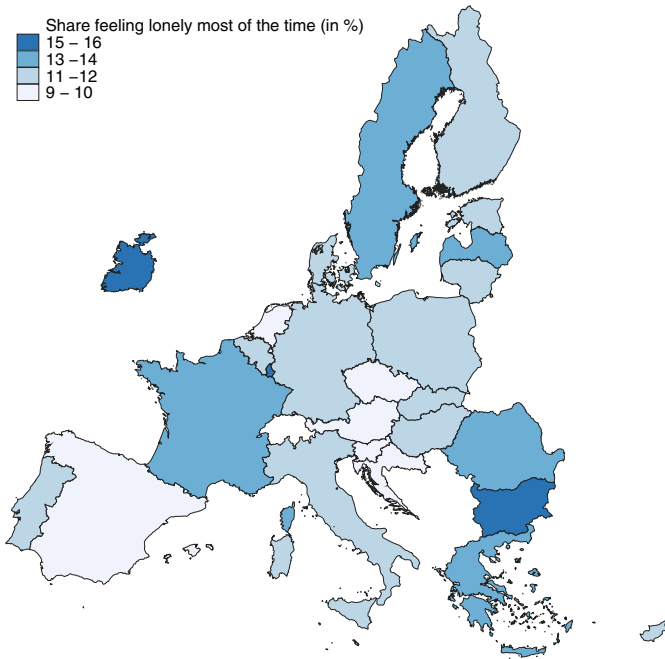 Share feeling lonely most of the time (in %)
15 – 16
13 –14
11 –12
9 – 10